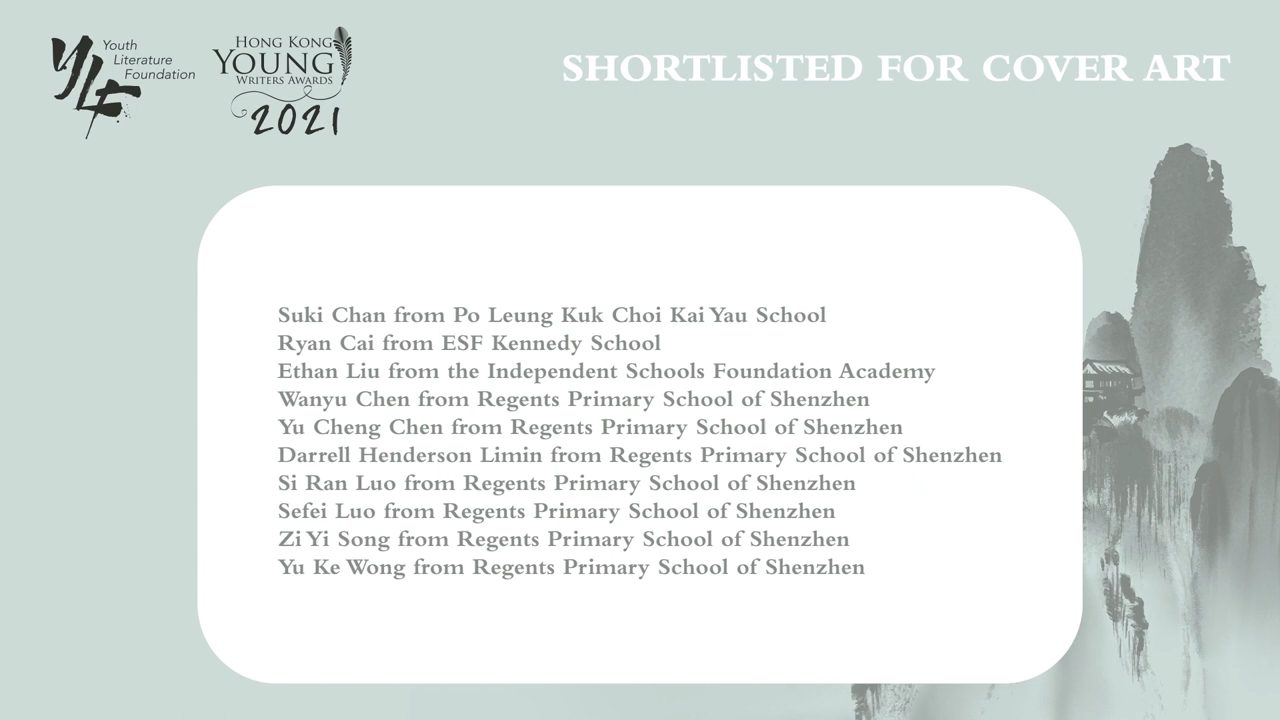 Youth
Literature
Foundation
YLF
HONG KONG
YOUNG
WRITERS AWARDS
2021
SHORTLISTED FOR COVER ART
Suki Chan from Po Leung Kuk Choi Kai Yau School
Ryan Cai from ESF Kennedy School
Ethan Liu from the Independent Schools Foundation Academy
Wanyu Chen from Regents Primary School of Shenzhen
Yu Cheng Chen from Regents Primary School of Shenzhen
Darrell Henderson Limin from Regents Primary School of Shenzhen
Si Ran Luo from Regents Primary School of Shenzhen
Sefei Luo from Regents Primary School of Shenzhen
Zi Yi Song from Regents Primary School of Shenzhen
Yu Ke Wong from Regents Primary School of Shenzhen